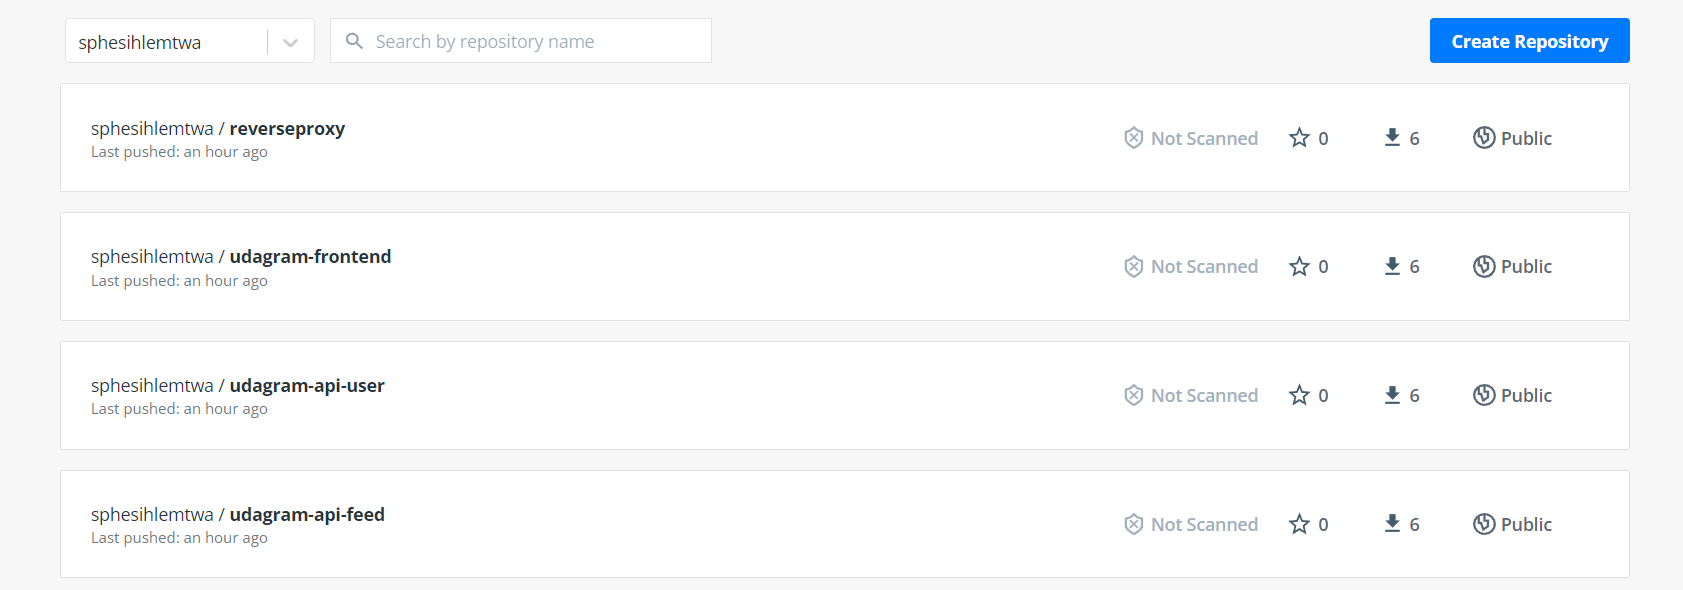 sphesihlemtwa
Search by repository name
Create Repository
sphesihlemtwa / reverseproxy
Last pushed: an hour ago
Not Scanned 0 6 Public
sphesihlemtwa / udagram-frontend
Last pushed: an hour ago
Not Scanned 0 6 Public
sphesihlemtwa / udagram-api-user
Last pushed: an hour ago
Not Scanned 0 6 Public
sphesihlemtwa / udagram-api-feed
Last pushed: an hour ago
Not Scanned 0 6 Public